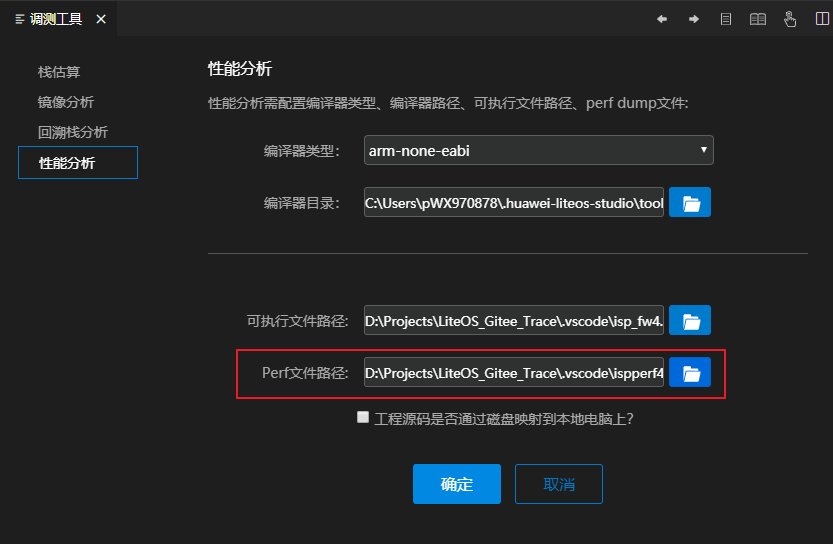 调测工具
栈估算
镜像分析
回溯栈分析
性能分析
性能分析
性能分析需配置编译器类型、编译器路径、可执行文件路径、perf dump文件:
编译器类型: arm-none-eabi
编译器目录: C:\Users\pWX970878\.huawei-liteos-studio\tool
可执行文件路径: D:\Projects\LiteOS_Gitee_Trace\.vscode\isp_fw4.
Perf文件路径: D:\Projects\LiteOS_Gitee_Trace\.vscode\ispperf4
工程源码是否通过磁盘映射到本地电脑上?
确定 取消